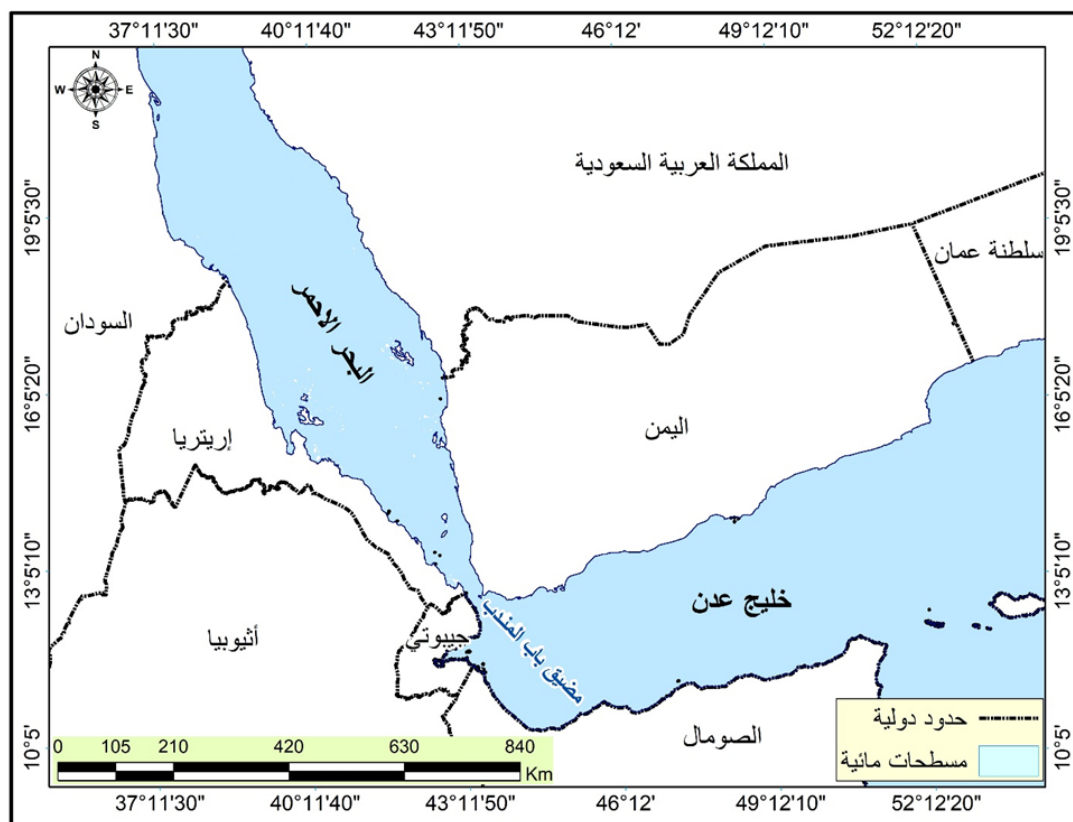 37°11'30" 40°11'40" 43°11'50" 46°12' 49°12'10" 52°12'20"
N
W E
S
المملكة العربية السعودية
19°5'30" 19°5'30"
سلطنة عمان
السودان
البحر الاحمر
16°5'20" 16°5'20"
إريتريا
اليمن
13°5'10" 13°5'10"
خليج عدن
مضيق باب المندب
جيبوتي
أثيوبيا
الصومال
حدود دولية
مسطحات مائية
10°5' 10°5'
0 105 210 420 630 840
Km
37°11'30" 40°11'40" 43°11'50" 46°12' 49°12'10" 52°12'20"